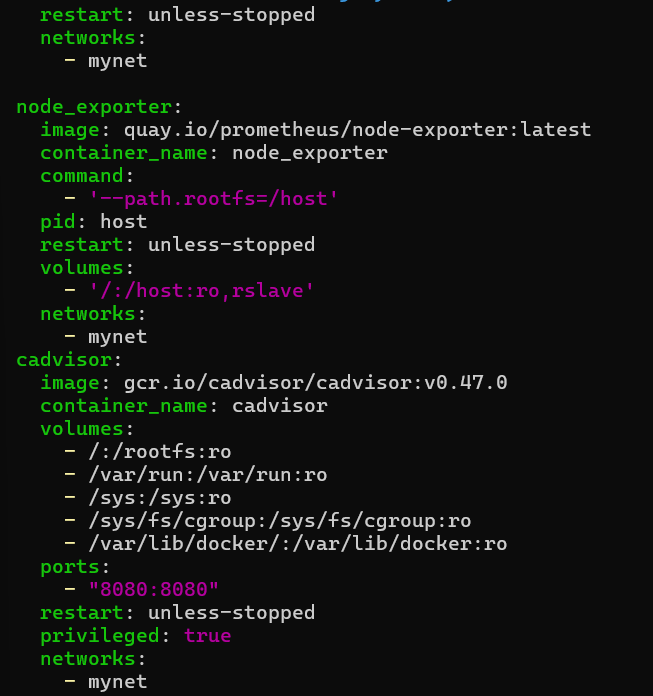 restart: unless-stopped
networks:
- mynet
node_exporter:
image: quay.io/prometheus/node-exporter:latest
container_name: node_exporter
command:
- '--path.rootfs=/host'
pid: host
restart: unless-stopped
volumes:
- '/:/host:ro,rslave'
networks:
- mynet
cadvisor:
image: gcr.io/cadvisor/cadvisor:v0.47.0
container_name: cadvisor
volumes:
- /:/rootfs:ro
- /var/run:/var/run:ro
- /sys:/sys:ro
- /sys/fs/cgroup:/sys/fs/cgroup:ro
- /var/lib/docker/:/var/lib/docker:ro
ports:
- "8080:8080"
restart: unless-stopped
privileged: true
networks:
- mynet